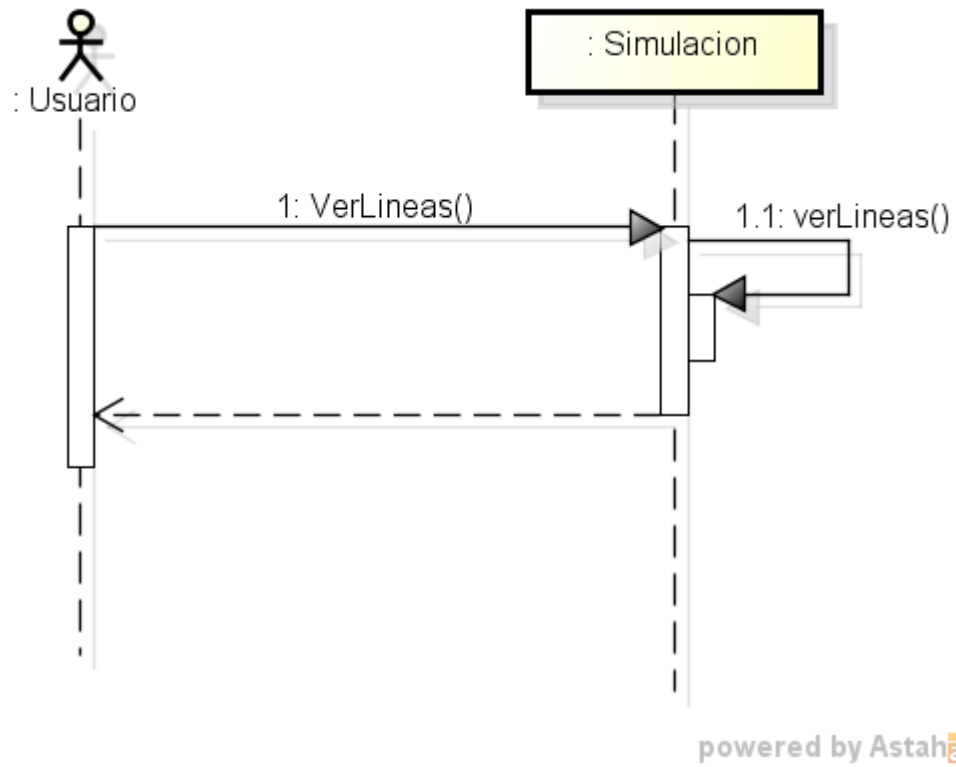 : Usuario
: Simulacion
1: VerLineas()
1.1: verLineas()
powered by Astah